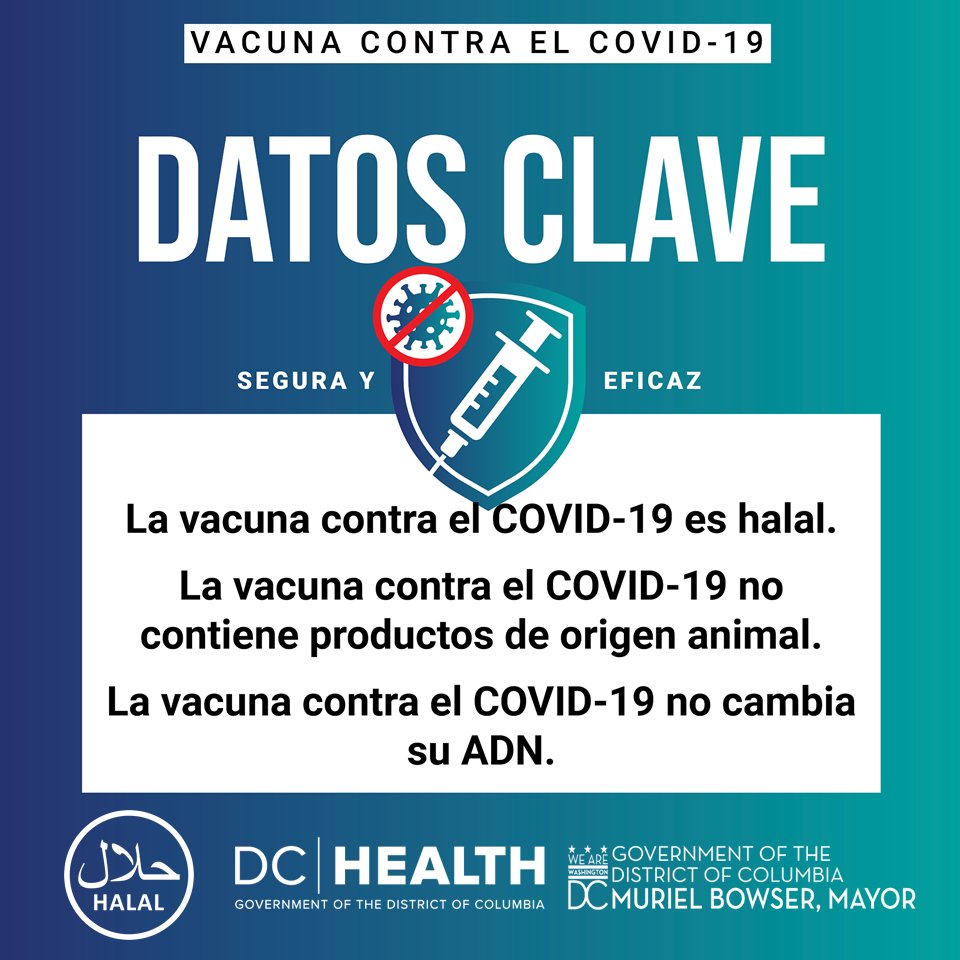 VACUNA CONTRA EL COVID-19
DATOS CLAVE
SEGURA Y EFICAZ
La vacuna contra el COVID-19 es halal.
La vacuna contra el COVID-19 no
contiene productos de origen animal.
La vacuna contra el COVID-19 no cambia
su ADN.
حلال
HALAL
DC HEALTH
GOVERNMENT OF THE DISTRICT OF COLUMBIA
WE ARE
WASHINGTON
DC
GOVERNMENT OF THE
DISTRICT OF COLUMBIA
MURIEL BOWSER, MAYOR